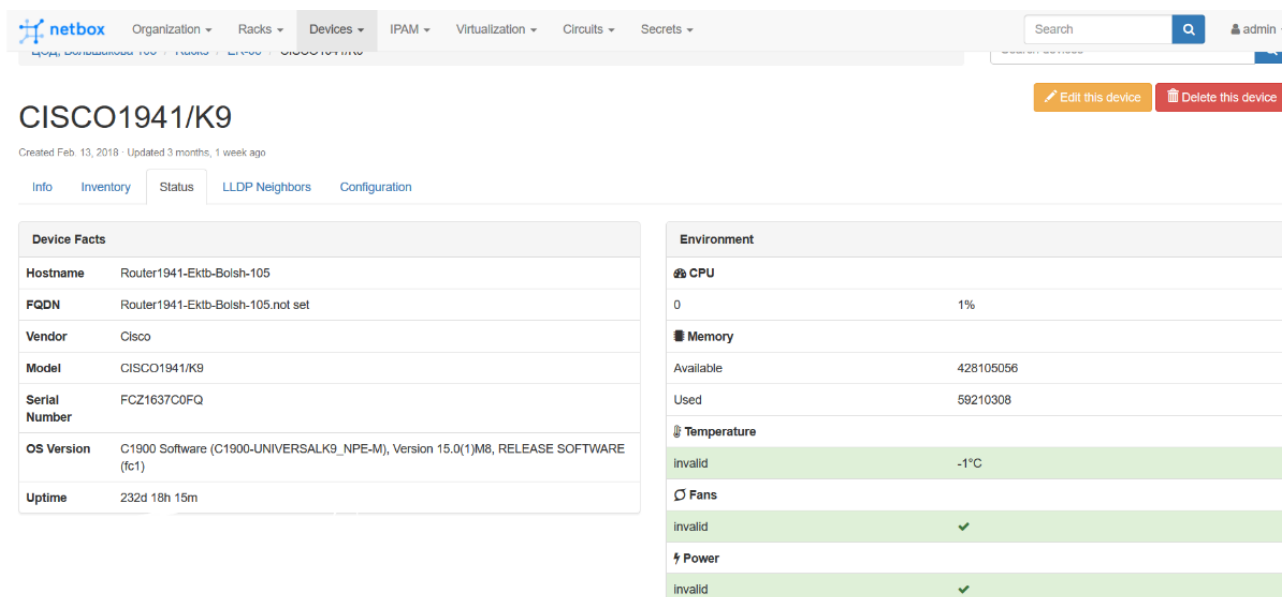 netbox Organization Racks Devices IPAM Virtualization Circuits Secrets Search admin
CISCO1941/K9
Edit this device Delete this device
Created Feb. 13, 2018 · Updated 3 months, 1 week ago
Info Inventory Status LLDP Neighbors Configuration
Device Facts
Hostname Router1941-Ektb-Bolsh-105
FQDN Router1941-Ektb-Bolsh-105.not set
Vendor Cisco
Model CISCO1941/K9
Serial FCZ1637C0FQ
Number
OS Version C1900 Software (C1900-UNIVERSALK9_NPE-M), Version 15.0(1)M8, RELEASE SOFTWARE
(fc1)
Uptime 232d 18h 15m
Environment
CPU
0 1%
Memory
Available 428105056
Used 59210308
Temperature
invalid -1°C
Fans
invalid ✔
Power
invalid ✔